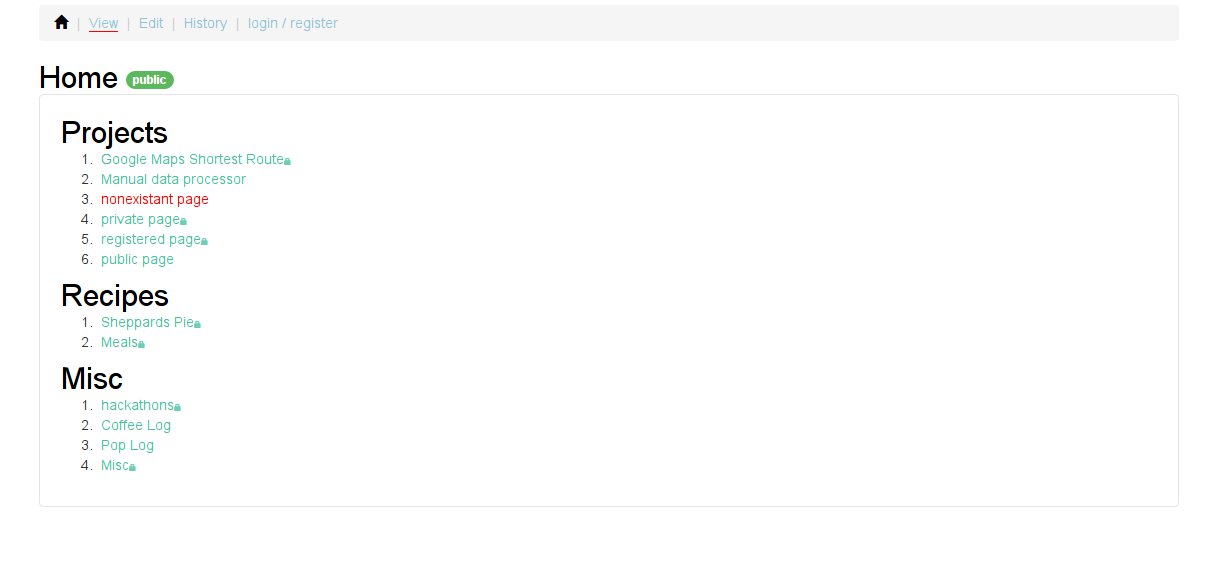 | View | Edit | History | login / register
Home public
Projects
1. Google Maps Shortest Route
2. Manual data processor
3. nonexistant page
4. private page
5. registered page
6. public page
Recipes
1. Sheppards Pie
2. Meals
Misc
1. hackathons
2. Coffee Log
3. Pop Log
4. Misc